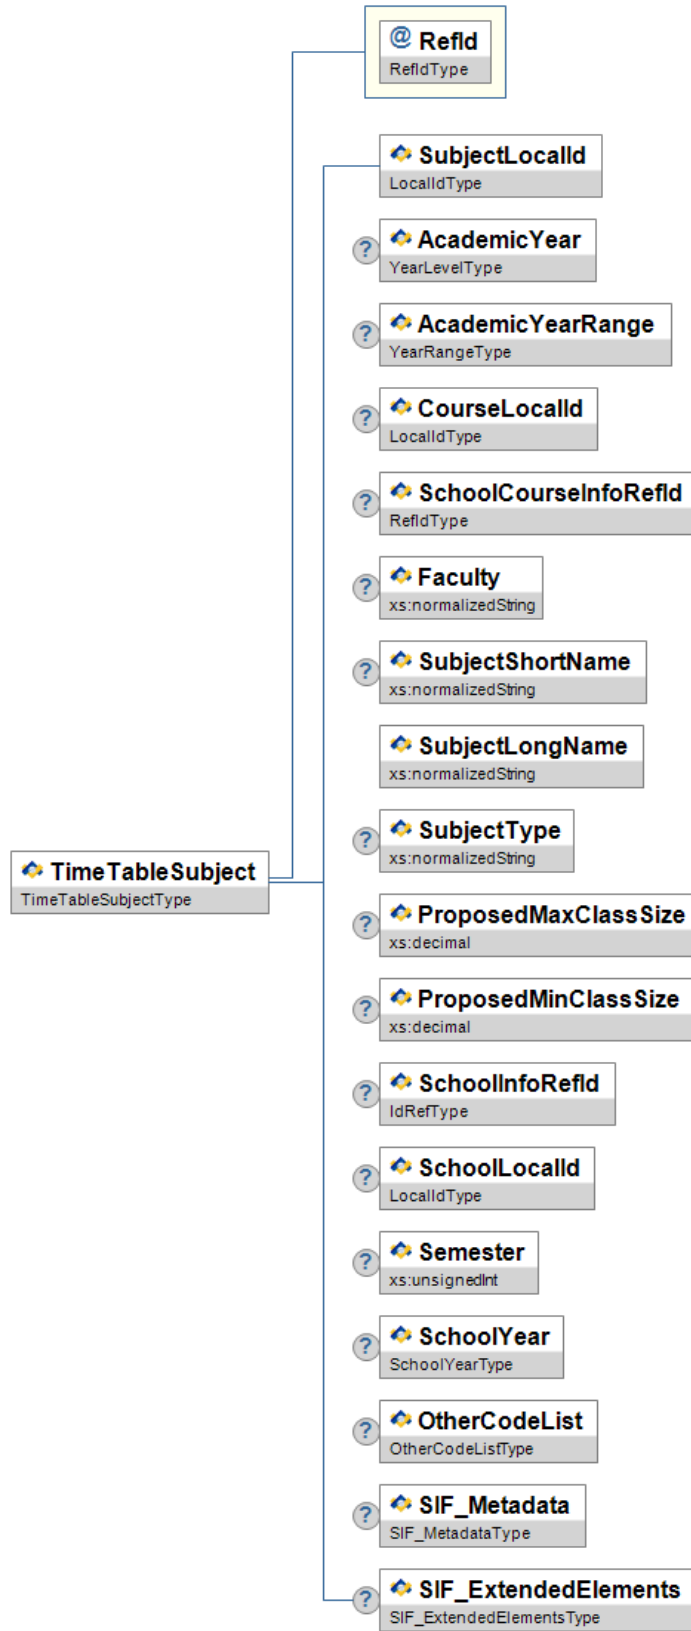 @ RefId
RefIdType
SubjectLocalId
LocalIdType
? AcademicYear
YearLevelType
? AcademicYearRange
YearRangeType
? CourseLocalId
LocalIdType
? SchoolCourseInfoRefId
RefIdType
? Faculty
xs:normalizedString
? SubjectShortName
xs:normalizedString
SubjectLongName
xs:normalizedString
? SubjectType
xs:normalizedString
TimeTableSubject
TimeTableSubjectType
? ProposedMaxClassSize
xs:decimal
? ProposedMinClassSize
xs:decimal
? SchoolInfoRefId
IdRefType
? SchoolLocalId
LocalIdType
? Semester
xs:unsignedInt
? SchoolYear
SchoolYearType
? OtherCodeList
OtherCodeListType
? SIF_Metadata
SIF_MetadataType
? SIF_ExtendedElements
SIF_ExtendedElementsType